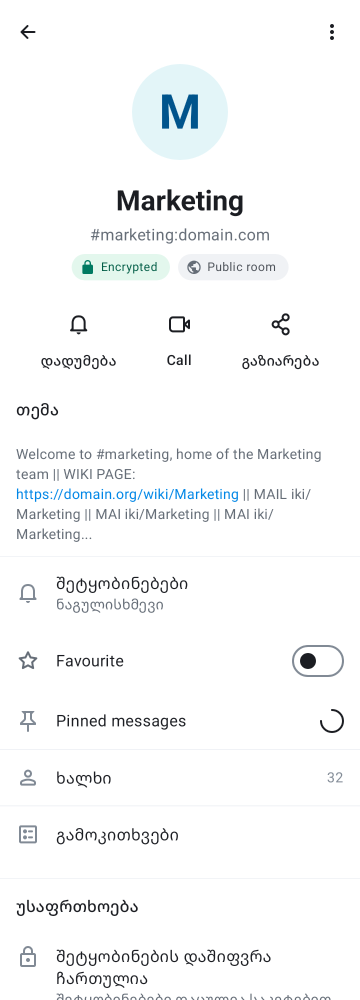 M
Marketing
#marketing:domain.com
Encrypted
Public room
დადუმება
Call
გაზიარება
თემა
Welcome to #marketing, home of the Marketing
team || WIKI PAGE:
https://domain.org/wiki/Marketing || MAIL iki/
Marketing || MAI iki/Marketing || MAI iki/
Marketing...
შეტყობინებები
ნაგულისხმევი
Favourite
Pinned messages
ხალხი
32
გამოკითხვები
უსაფრთხოება
შეტყობინების დაშიფვრა
ჩართულია